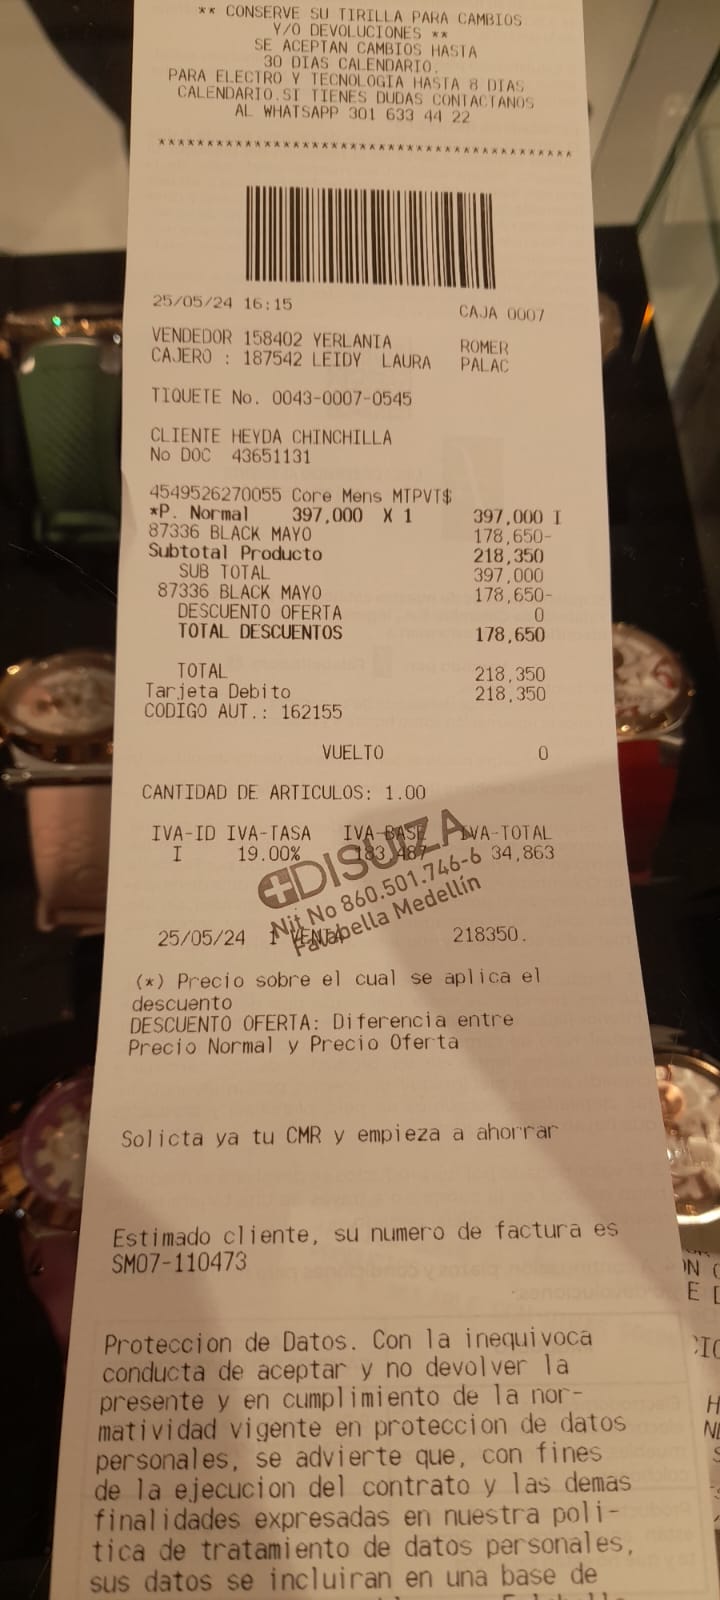 ** CONSERVE SU TIRILLA PARA CAMBIOS
Y/O DEVOLUCIONES **
SE ACEPTAN CAMBIOS HASTA
30 DIAS CALENDARIO.
PARA ELECTRO Y TECNOLOGIA HASTA 8 DIAS
CALENDARIO.SI TIENES DUDAS CONTACTANOS
AL WHATSAPP 301 633 44 22
******************************************
25/05/24 16:15 CAJA 0007
VENDEDOR 158402 YERLANIA ROMER
CAJERO : 187542 LEIDY LAURA PALAC
TIQUETE No. 0043-0007-0545
CLIENTE HEYDA CHINCHILLA
No DOC 43651131
4549526270055 Core Mens MTPVT$
*P. Normal 397,000 X 1 397,000 I
87336 BLACK MAYO 178,650-
Subtotal Producto 218,350
SUB TOTAL 397,000
87336 BLACK MAYO 178,650-
DESCUENTO OFERTA 0
TOTAL DESCUENTOS 178,650
TOTAL 218,350
Tarjeta Debito 218,350
CODIGO AUT.: 162155
VUELTO 0
CANTIDAD DE ARTICULOS: 1.00
IVA-ID IVA-TASA IVA-BASE IVA-TOTAL
I 19.00% 183,487 34,863
DISUIZA
Nit No 860.501.746-6
Falabella Medellín
25/05/24 1 VENTA 218350.
(*) Precio sobre el cual se aplica el
descuento
DESCUENTO OFERTA: Diferencia entre
Precio Normal y Precio Oferta
Solicta ya tu CMR y empieza a ahorrar
Estimado cliente, su numero de factura es
SM07-110473
Proteccion de Datos. Con la inequivoca
conducta de aceptar y no devolver la
presente y en cumplimiento de la nor-
matividad vigente en proteccion de datos
personales, se advierte que, con fines
de la ejecucion del contrato y las demas
finalidades expresadas en nuestra poli-
tica de tratamiento de datos personales,
sus datos se incluiran en una base de